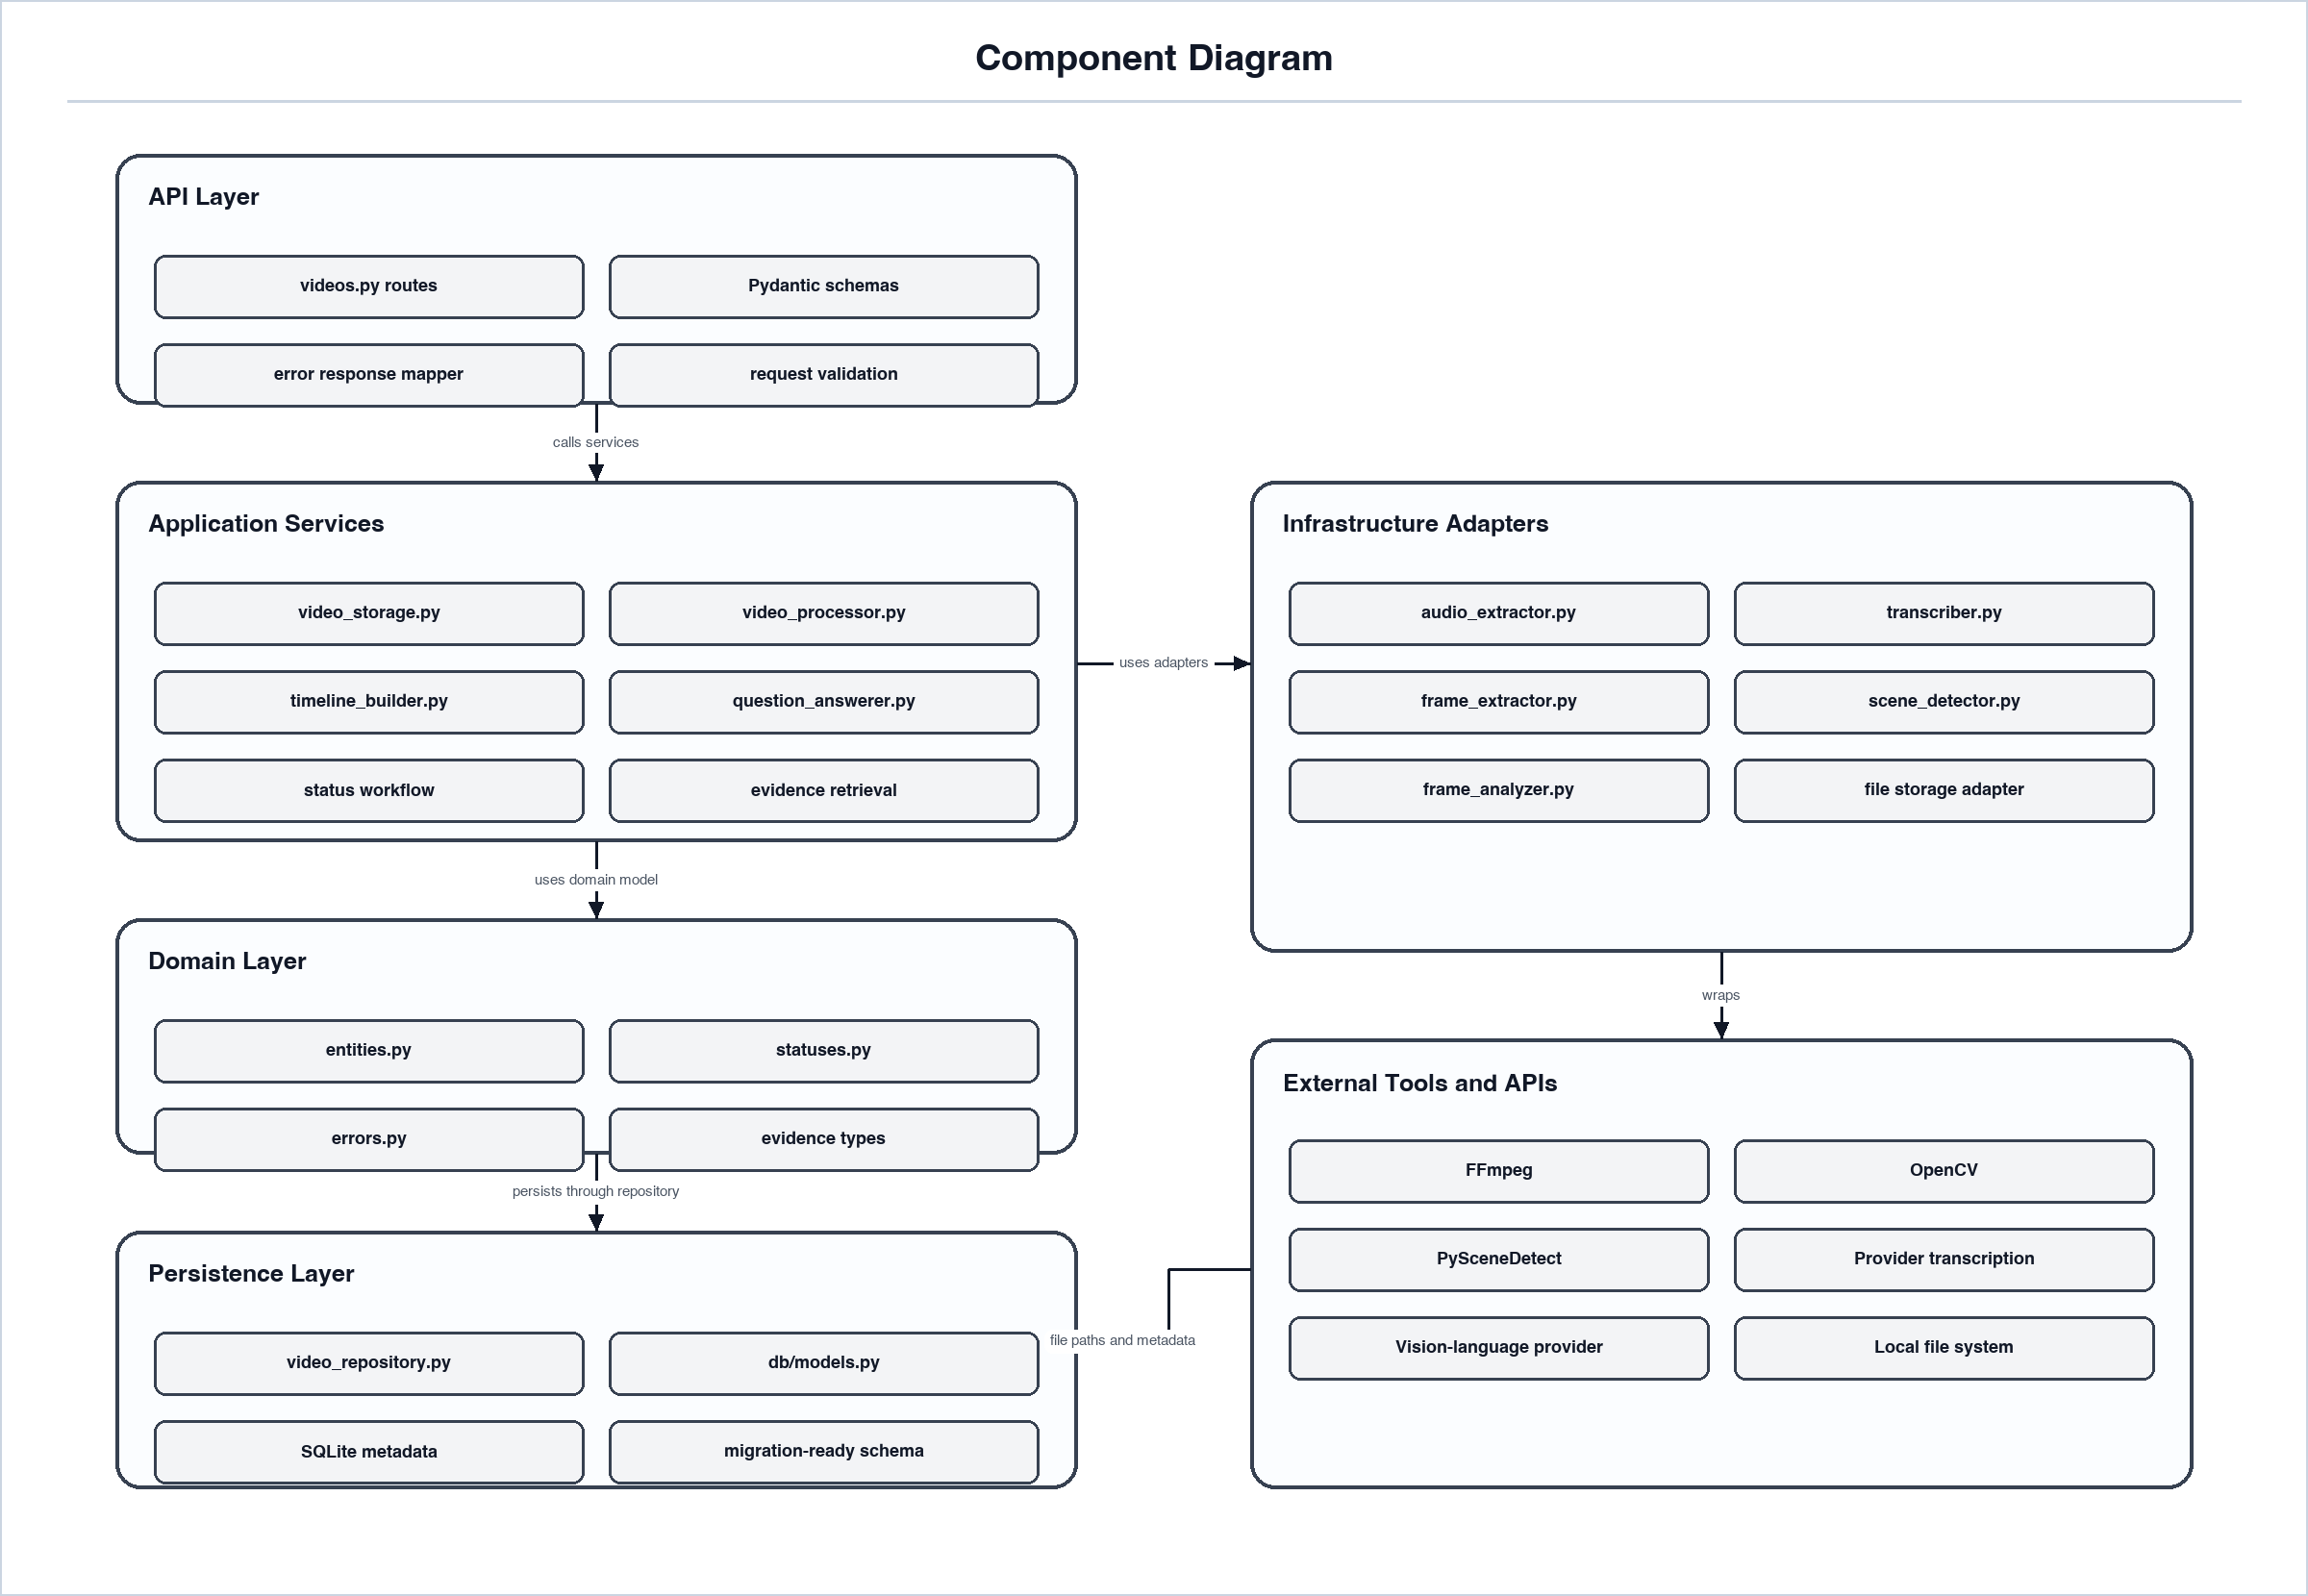 Component Diagram
API Layer
videos.py routes
Pydantic schemas
error response mapper
request validation
calls services
Application Services
video_storage.py
video_processor.py
timeline_builder.py
question_answerer.py
status workflow
evidence retrieval
uses adapters
Infrastructure Adapters
audio_extractor.py
transcriber.py
frame_extractor.py
scene_detector.py
frame_analyzer.py
file storage adapter
uses domain model
Domain Layer
entities.py
statuses.py
errors.py
evidence types
wraps
persists through repository
External Tools and APIs
FFmpeg
OpenCV
PySceneDetect
Provider transcription
Vision-language provider
Local file system
file paths and metadata
Persistence Layer
video_repository.py
db/models.py
SQLite metadata
migration-ready schema